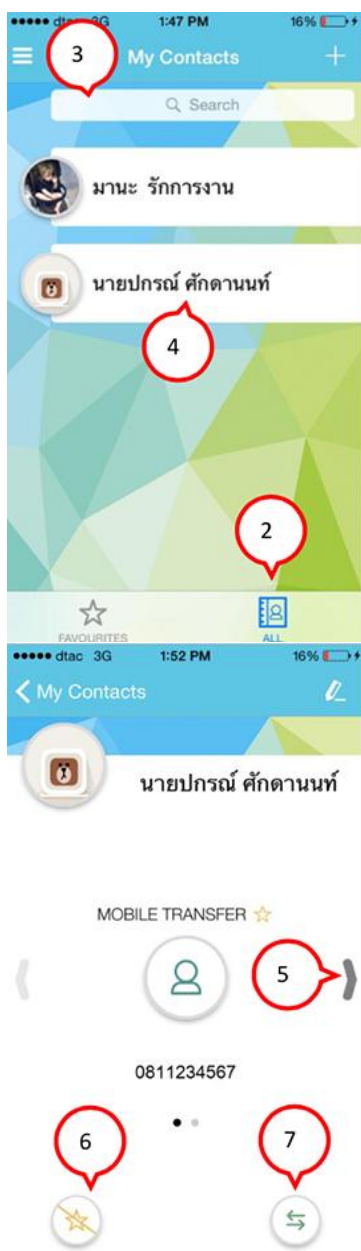 dtac 3G 1:47 PM 16%
3
My Contacts
Search
มานะ รักการงาน
นายปกรณ์ ศักดานนท์
4
2
FAVOURITES ALL
dtac 3G 1:52 PM 16%
My Contacts
นายปกรณ์ ศักดานนท์
MOBILE TRANSFER
5
0811234567
6 7